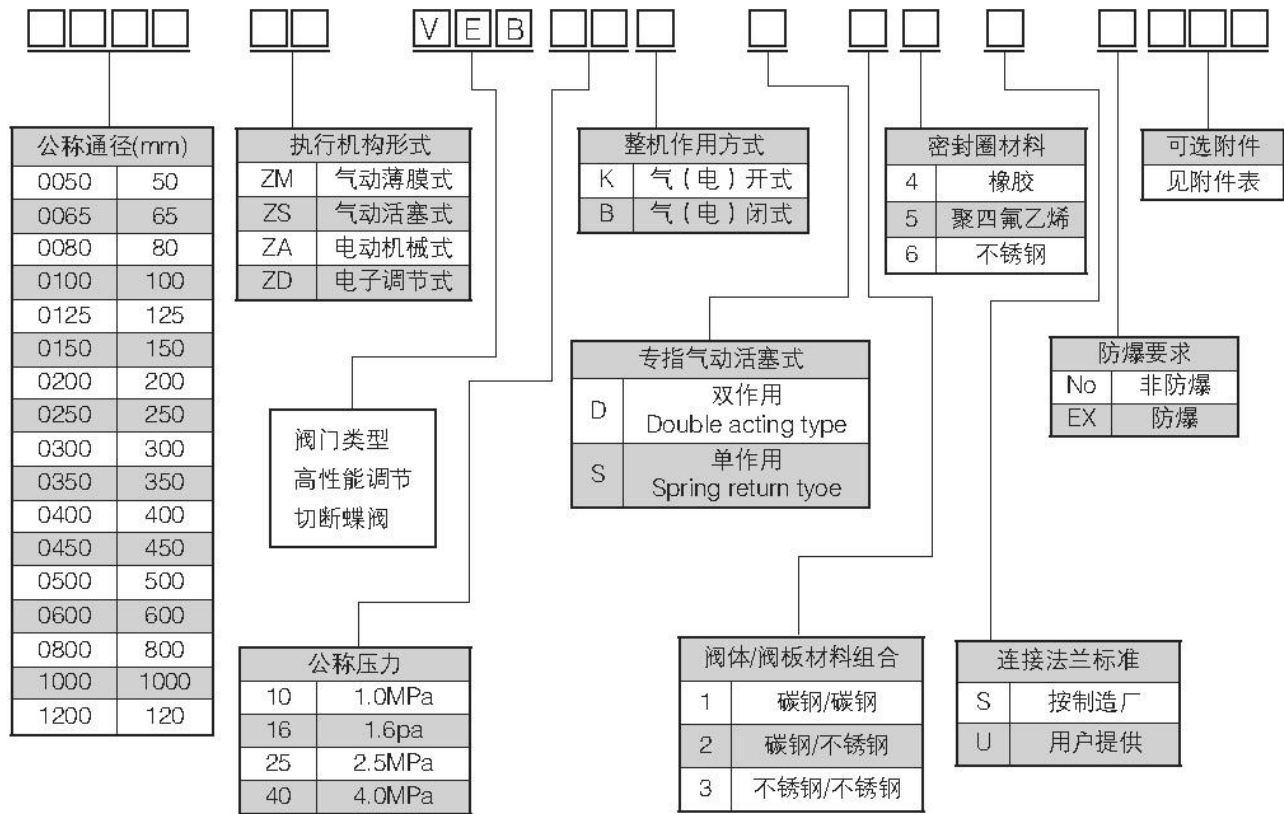 V E B
公称通径(mm)
0050 50
0065 65
0080 80
0100 100
0125 125
0150 150
0200 200
0250 250
0300 300
0350 350
0400 400
0450 450
0500 500
0600 600
0800 800
1000 1000
1200 120
执行机构形式
ZM 气动薄膜式
ZS 气动活塞式
ZA 电动机械式
ZD 电子调节式
阀门类型
高性能调节
切断蝶阀
公称压力
10 1.0MPa
16 1.6pa
25 2.5MPa
40 4.0MPa
整机作用方式
K 气(电)开式
B 气(电)闭式
专指气动活塞式
D 双作用
Double acting type
S 单作用
Spring return tyoe
阀体/阀板材料组合
1 碳钢/碳钢
2 碳钢/不锈钢
3 不锈钢/不锈钢
密封圈材料
4 橡胶
5 聚四氟乙烯
6 不锈钢
连接法兰标准
S 按制造厂
U 用户提供
防爆要求
No 非防爆
EX 防爆
可选附件
见附件表